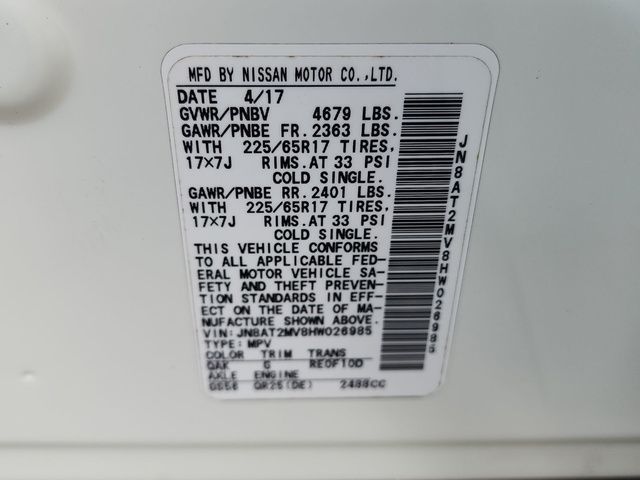 MFD BY NISSAN MOTOR CO.,LTD.
DATE 4/17
GVWR/PNBV 4679 LBS.
GAWR/PNBE FR. 2363 LBS.
WITH 225/65R17 TIRES,
17×7J RIMS. AT 33 PSI
COLD SINGLE.
GAWR/PNBE RR. 2401 LBS.
WITH 225/65R17 TIRES,
17×7J RIMS. AT 33 PSI
COLD SINGLE.
THIS VEHICLE CONFORMS
TO ALL APPLICABLE FED-
ERAL MOTOR VEHICLE SA-
FETY AND THEFT PREVEN-
TION STANDARDS IN EFF-
ECT ON THE DATE OF MA-
NUFACTURE SHOWN ABOVE.
VIN: JN8AT2MV8HW026985
TYPE: MPV
COLOR TRIM TRANS
QAK G RE0F10D
AXLE ENGINE
GS56 QR25(DE) 2488CC
JN8AT2MV8HW026985